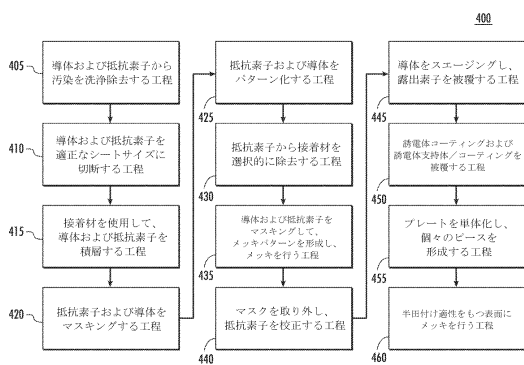 400
405
導体および抵抗素子から
汚染を洗浄除去する工程
410
導体および抵抗素子を
適正なシートサイズに
切断する工程
415
接着材を使用して、
導体および抵抗素子を
積層する工程
420
抵抗素子および導体を
マスキングする工程
抵抗素子および導体を
パターン化する工程
425
抵抗素子から接着材を
選択的に除去する工程
430
導体および抵抗素子を
マスキングして、
メッキパターンを形成し、
メッキを行う工程
435
マスクを取り外し、
抵抗素子を校正する工程
440
導体をスエージングし、
露出素子を被覆する工程
445
誘電体コーティングおよび
誘電体支持体/コーティングを
被覆する工程
450
プレートを単体化し、
個々のピースを
形成する工程
455
半田付け適性をもつ表面に
メッキを行う工程
460